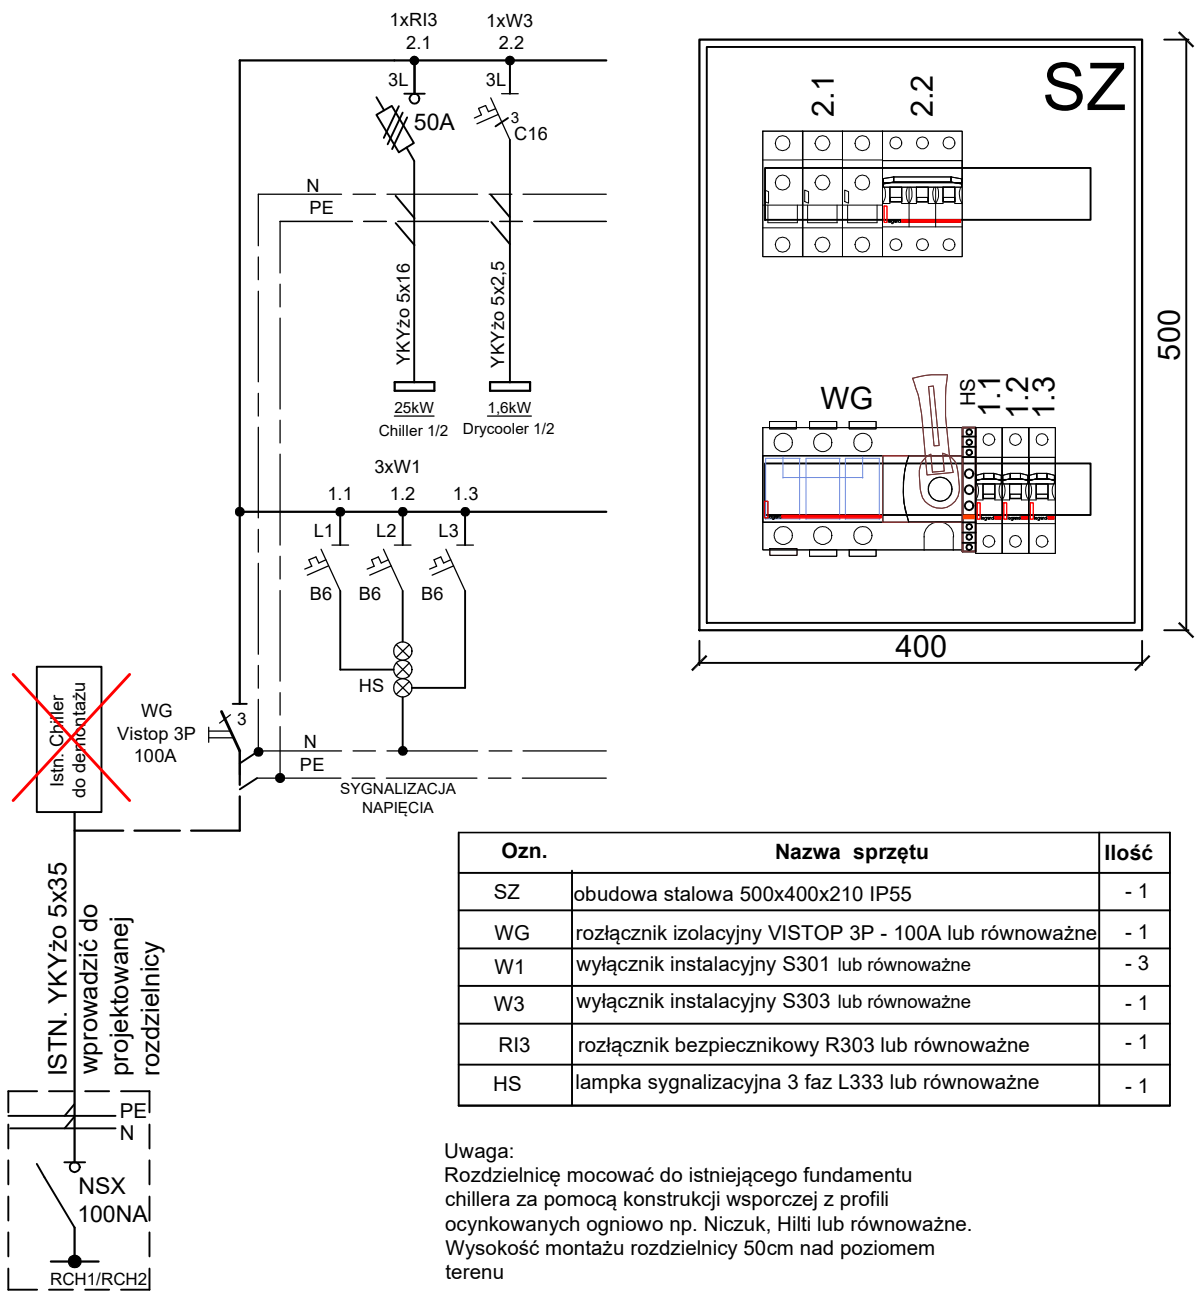 1xRI3
2.1
1xW3
2.2
3L
50A
3L
3
C16
N
PE
YKYżo 5x16
YKYżo 5x2,5
25kW
Chiller 1/2
1,6kW
Drycooler 1/2
3xW1
1.1
1.2
1.3
L1
L2
L3
B6
B6
B6
HS
WG
Vistop 3P
100A
3
N
PE
SYGNALIZACJA
NAPIĘCIA
Istn. Chiller
do demontażu
ISTN. YKYżo 5x35
wprowadzić do
projektowanej
rozdzielnicy
PE
N
NSX
100NA
RCH1/RCH2
SZ
2.1
2.2
legrand
WG
HS
1.1
1.2
1.3
legrand
legrand
legrand
legrand
500
400
Ozn. Nazwa sprzętu Ilość
SZ obudowa stalowa 500x400x210 IP55 - 1
WG rozłącznik izolacyjny VISTOP 3P - 100A lub równoważne - 1
W1 wyłącznik instalacyjny S301 lub równoważne - 3
W3 wyłącznik instalacyjny S303 lub równoważne - 1
RI3 rozłącznik bezpiecznikowy R303 lub równoważne - 1
HS lampka sygnalizacyjna 3 faz L333 lub równoważne - 1
Uwaga:
Rozdzielnicę mocować do istniejącego fundamentu
chillera za pomocą konstrukcji wsporczej z profili
ocynkowanych ogniowo np. Niczuk, Hilti lub równoważne.
Wysokość montażu rozdzielnicy 50cm nad poziomem
terenu